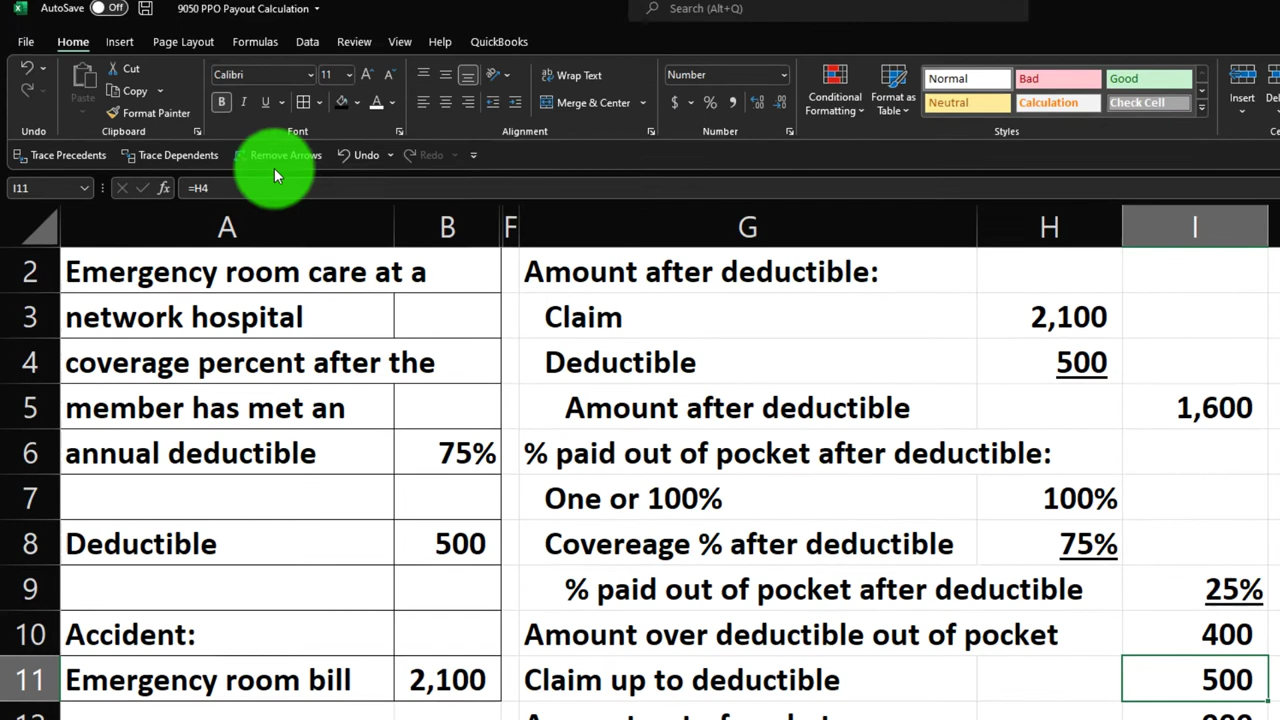 AutoSave Off 9050 PPO Payout Calculation Search (Alt+Q)
File Home Insert Page Layout Formulas Data Review View Help QuickBooks
Cut Calibri 11 Wrap Text Number Normal Bad Good
Paste Copy Conditional Formatting Format as Table Insert
Format Painter B I U A Merge & Center $ % Neutral Calculation Check Cell
Undo Clipboard Font Alignment Number Styles
Trace Precedents Trace Dependents Remove Arrows Undo Redo
I11 fx =H4
A B F G H I
2 Emergency room care at a Amount after deductible:
3 network hospital Claim 2,100
4 coverage percent after the Deductible 500
5 member has met an Amount after deductible 1,600
6 annual deductible 75% % paid out of pocket after deductible:
7 One or 100% 100%
8 Deductible 500 Covereage % after deductible 75%
9 % paid out of pocket after deductible 25%
10 Accident: Amount over deductible out of pocket 400
11 Emergency room bill 2,100 Claim up to deductible 500